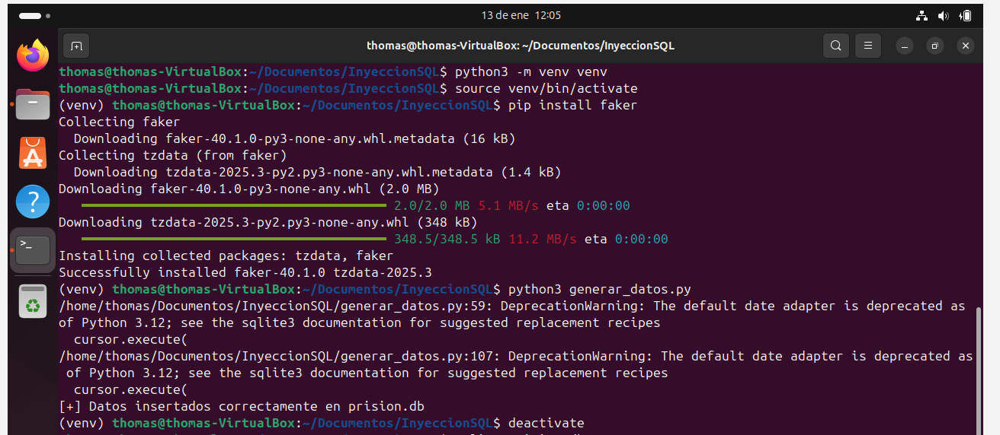 13 de ene 12:05
thomas@thomas-VirtualBox: ~/Documentos/InyeccionSQL
thomas@thomas-VirtualBox:~/Documentos/InyeccionSQL$ python3 -m venv venv
thomas@thomas-VirtualBox:~/Documentos/InyeccionSQL$ source venv/bin/activate
(venv) thomas@thomas-VirtualBox:~/Documentos/InyeccionSQL$ pip install faker
Collecting faker
  Downloading faker-40.1.0-py3-none-any.whl.metadata (16 kB)
Collecting tzdata (from faker)
  Downloading tzdata-2025.3-py2.py3-none-any.whl.metadata (1.4 kB)
Downloading faker-40.1.0-py3-none-any.whl (2.0 MB)
2.0/2.0 MB 5.1 MB/s eta 0:00:00
Downloading tzdata-2025.3-py2.py3-none-any.whl (348 kB)
348.5/348.5 kB 11.2 MB/s eta 0:00:00
Installing collected packages: tzdata, faker
Successfully installed faker-40.1.0 tzdata-2025.3
(venv) thomas@thomas-VirtualBox:~/Documentos/InyeccionSQL$ python3 generar_datos.py
/home/thomas/Documentos/InyeccionSQL/generar_datos.py:59: DeprecationWarning: The default date adapter is deprecated as
of Python 3.12; see the sqlite3 documentation for suggested replacement recipes
  cursor.execute(
/home/thomas/Documentos/InyeccionSQL/generar_datos.py:107: DeprecationWarning: The default date adapter is deprecated as
 of Python 3.12; see the sqlite3 documentation for suggested replacement recipes
  cursor.execute(
[+] Datos insertados correctamente en prision.db
(venv) thomas@thomas-VirtualBox:~/Documentos/InyeccionSQL$ deactivate